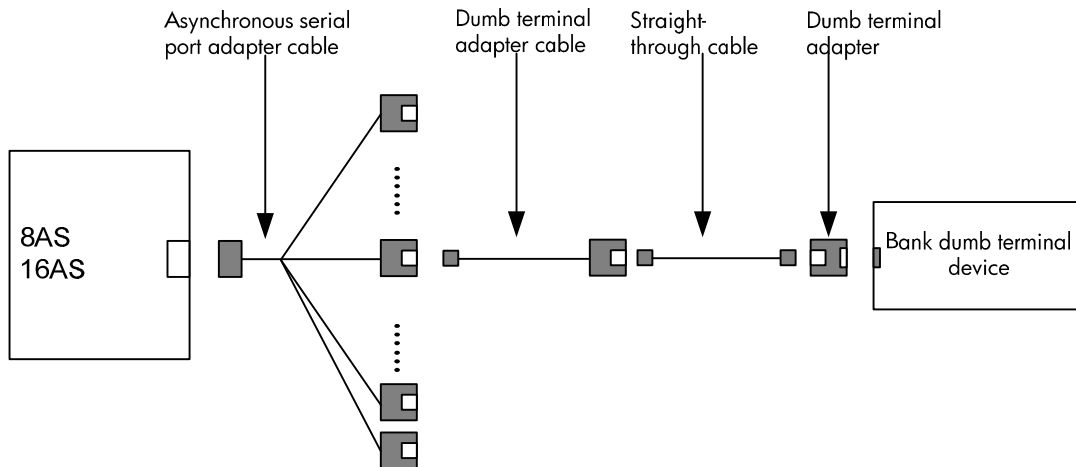 Asynchronous serial
port adapter cable
Dumb terminal
adapter cable
Straight-
through cable
Dumb terminal
adapter
8AS
16AS
Bank dumb terminal
device